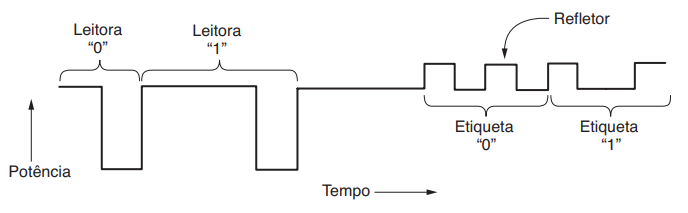 Leitora
“0”
Leitora
“1”
Refletor
Etiqueta
“0”
Etiqueta
“1”
Potência
Tempo